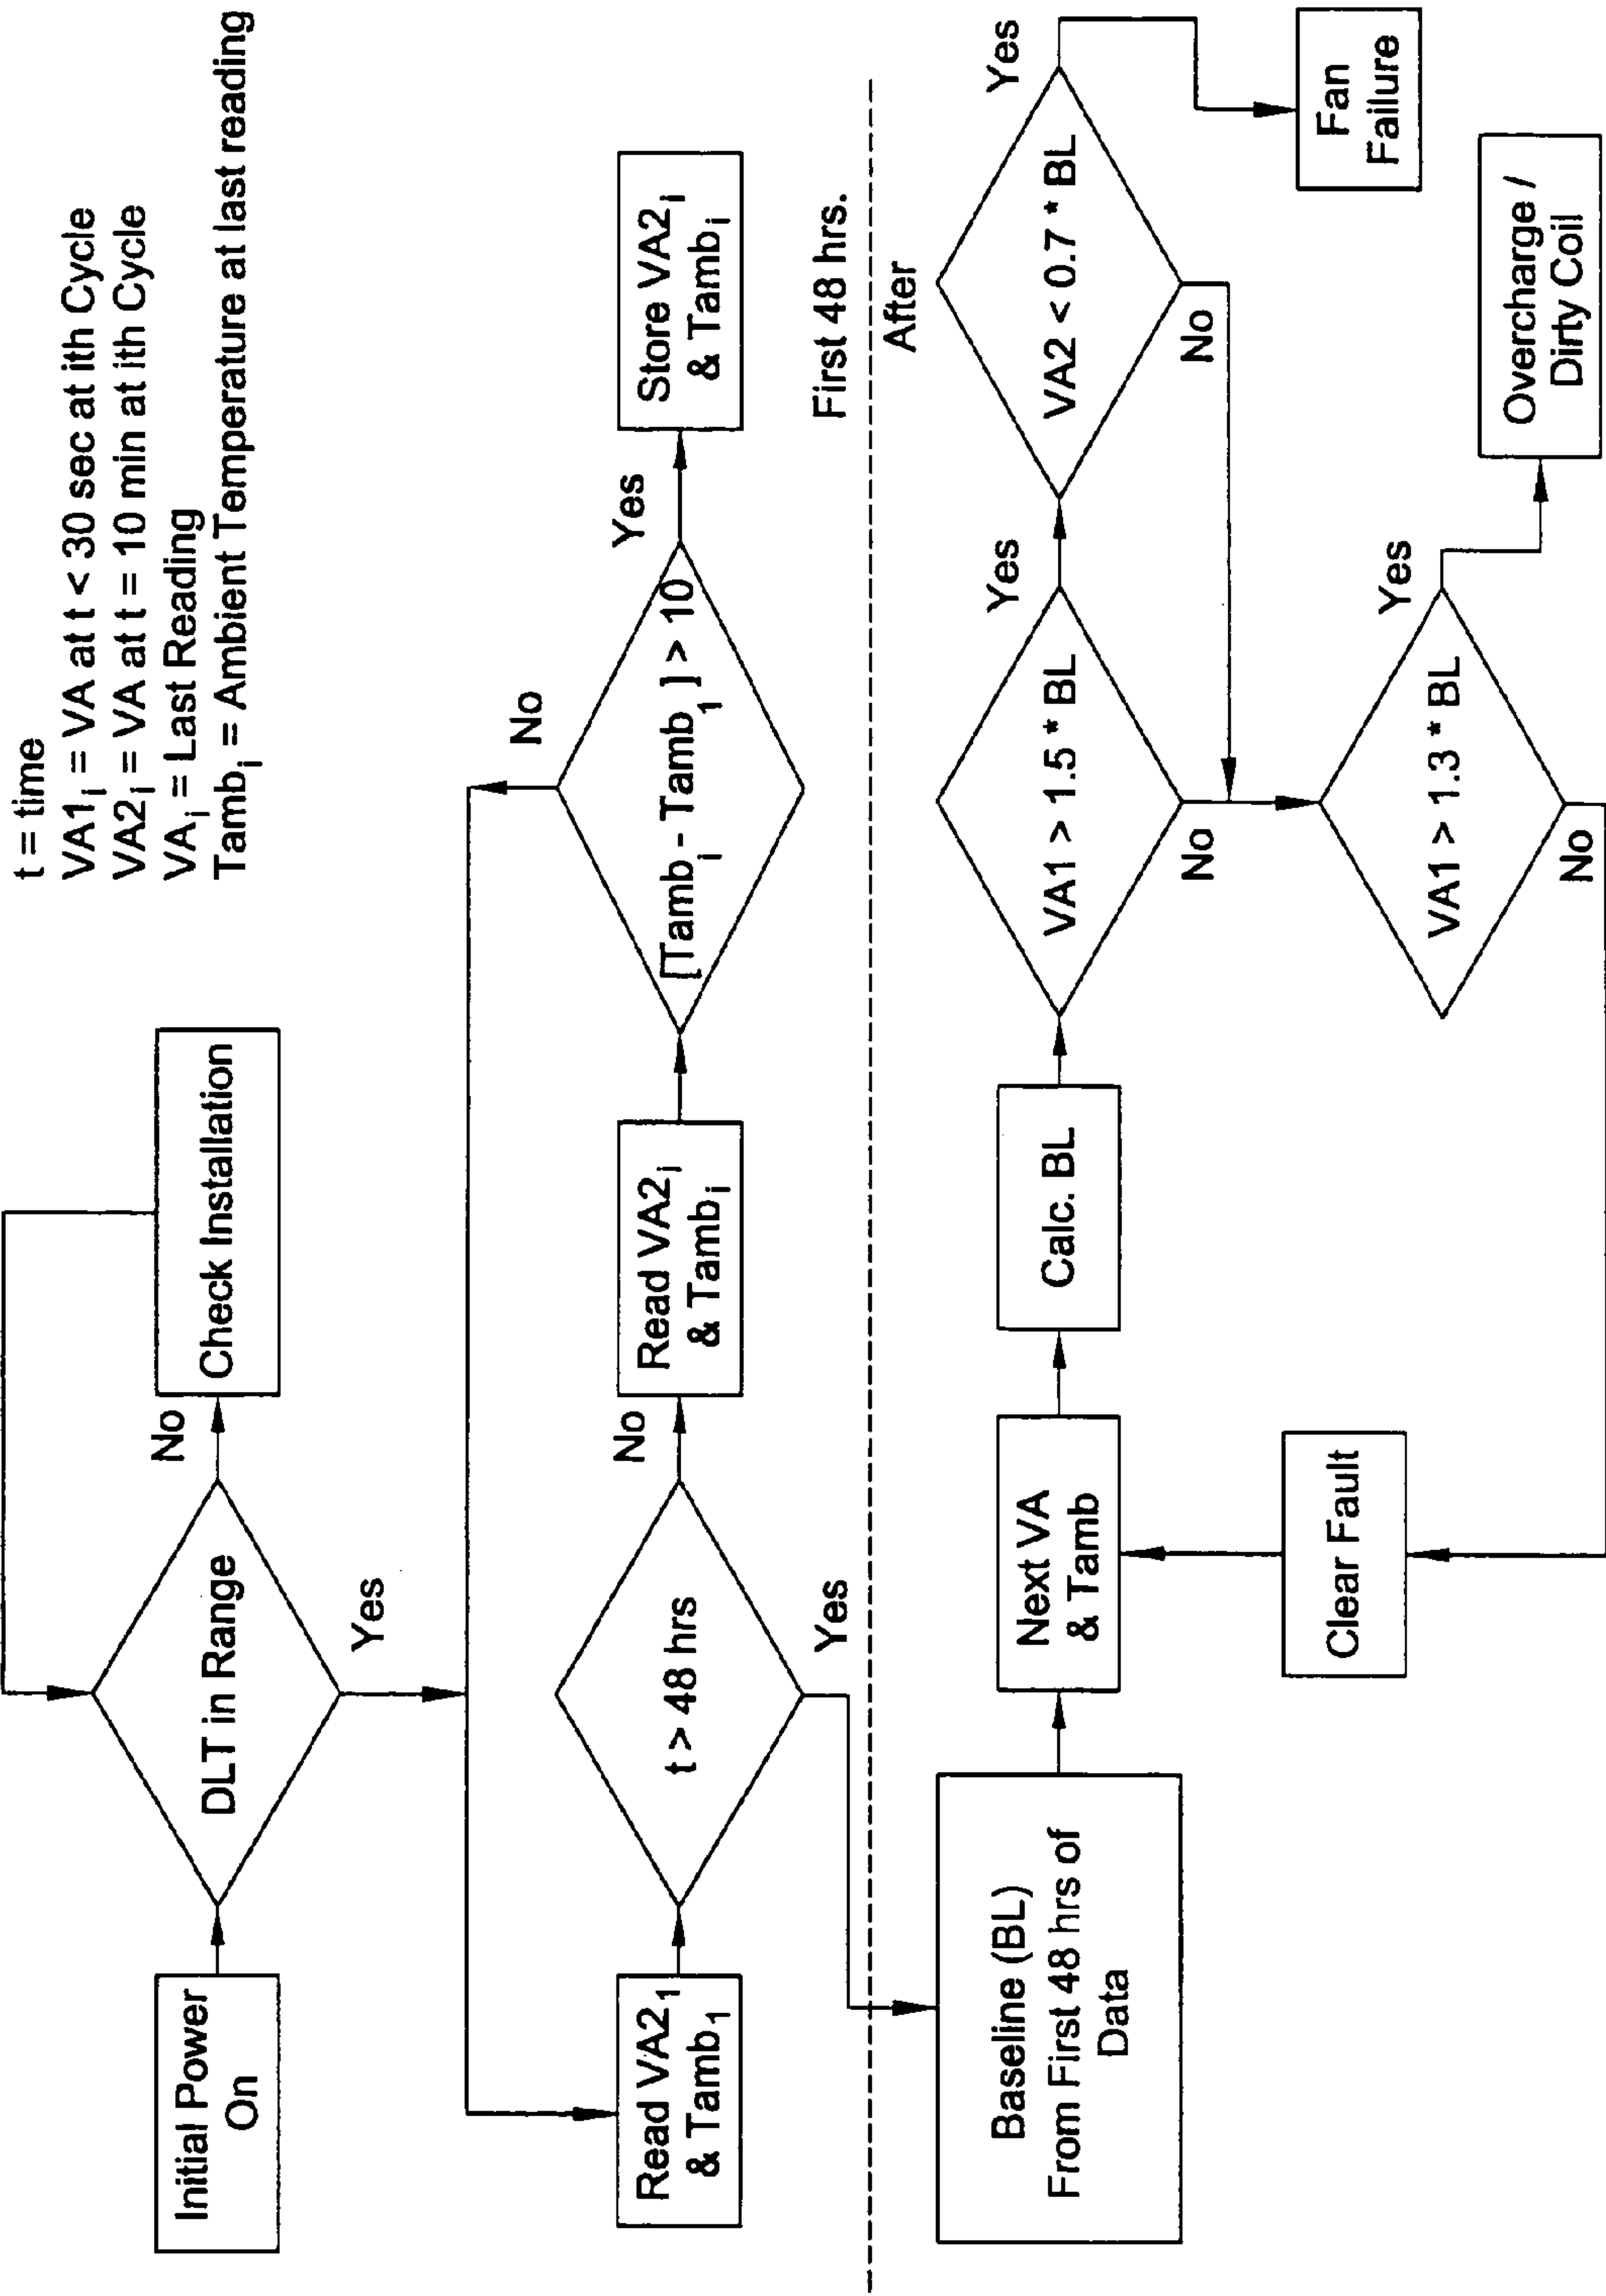 t = time
VA1i = VA at t < 30 sec at ith Cycle
VA2i = VA at t = 10 min at ith Cycle
VAi = Last Reading
Tambi = Ambient Temperature at last reading
Initial Power
On
DLT in Range
No
Check Installation
Yes
Read VA21
& Tamb1
t > 48 hrs
No
Read VA2i
& Tambi
[Tambi - Tamb1] > 10
No
Yes
Store VA2i
& Tambi
Yes
First 48 hrs.
After
Baseline (BL)
From First 48 hrs of
Data
Next VA
& Tamb
Calc. BL
VA1 > 1.5 * BL
Yes
VA2 < 0.7 * BL
Yes
No
No
Fan
Failure
Clear Fault
VA1 > 1.3 * BL
Yes
Overcharge /
Dirty Coil
No